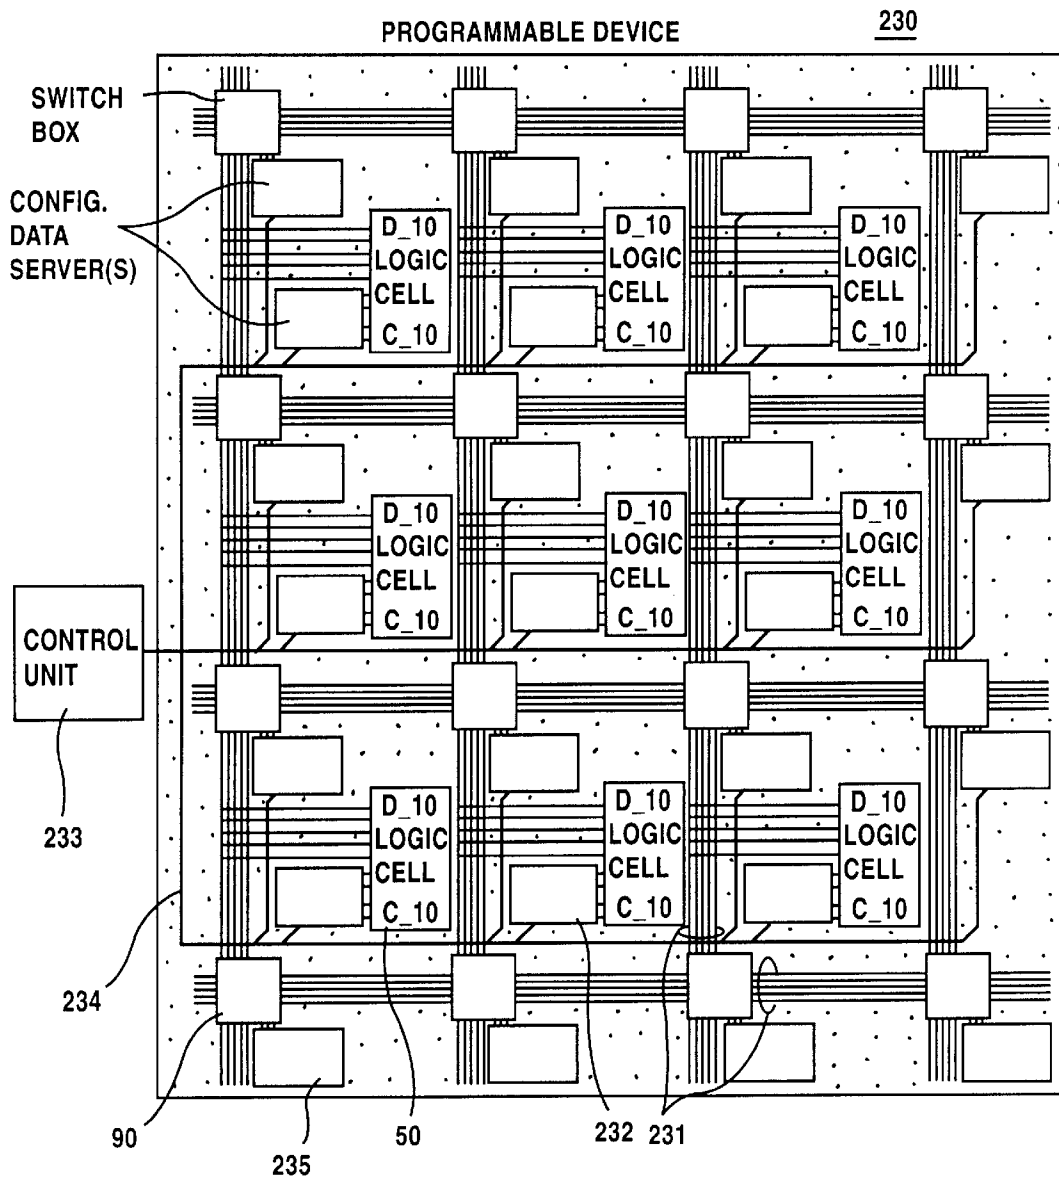 PROGRAMMABLE DEVICE
230
SWITCH
BOX
CONFIG.
DATA
SERVER(S)
D_10
LOGIC
CELL
C_10
D_10
LOGIC
CELL
C_10
D_10
LOGIC
CELL
C_10
D_10
LOGIC
CELL
C_10
D_10
LOGIC
CELL
C_10
D_10
LOGIC
CELL
C_10
CONTROL
UNIT
233
D_10
LOGIC
CELL
C_10
D_10
LOGIC
CELL
C_10
D_10
LOGIC
CELL
C_10
234
90
235
50
232
231